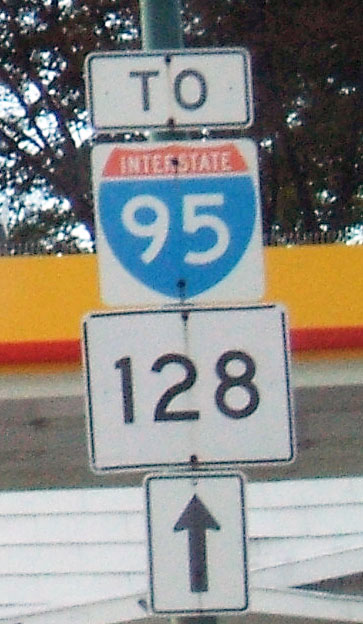 TO
INTERSTATE
95
128